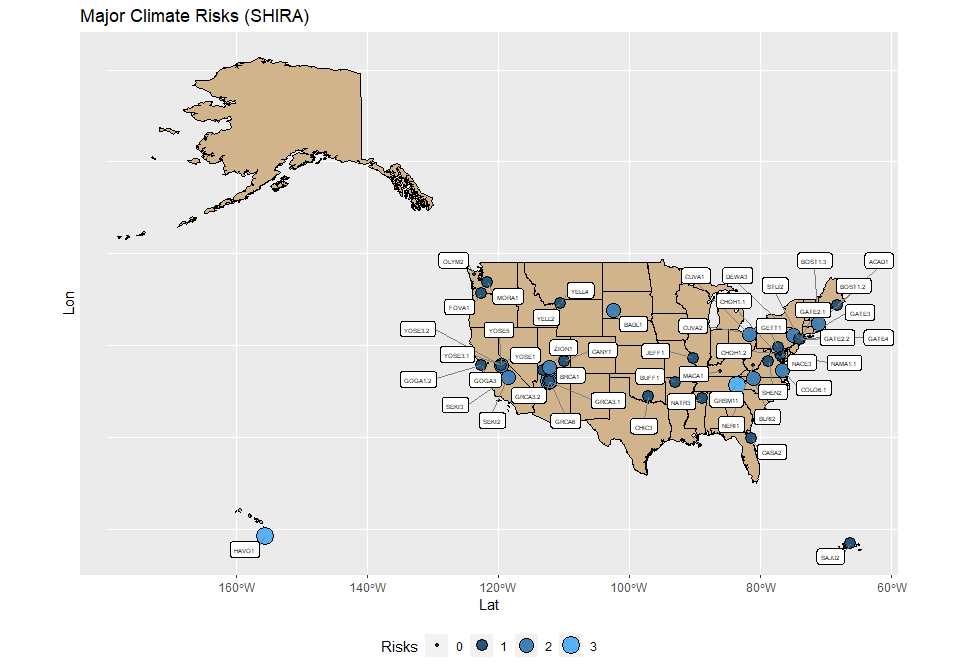 Major Climate Risks (SHIRA)
OLYM2
BOST1.3
ACAD1
CUVA1
DEWA3
STLI2
BOST1.2
YELL4
MORA1
FOVA1
CHOH1.1
GATE2.1
GATE3
YELL2
BADL1
CUVA2
GETT1
YOSE3.2
YOSE5
GATE2.2
GATE4
ZION1
CANY1
JEFF1
CHOH1.2
YOSE3.1
YOSE1
NACE3
NAMA1.1
GOGA1.2
GOGA3
BRCA1
BUFF1
MACA1
COLO6.1
SHEN2
SEKI3
GRCA3.2
GRCA3.1
NATR3
GRSM11
SEKI2
GRCA6
CHIC3
NERI1
BLRI2
CASA2
HAVO1
SAJU2
Lon
160°W
140°W
120°W
100°W
80°W
60°W
Lat
Risks
0
1
2
3